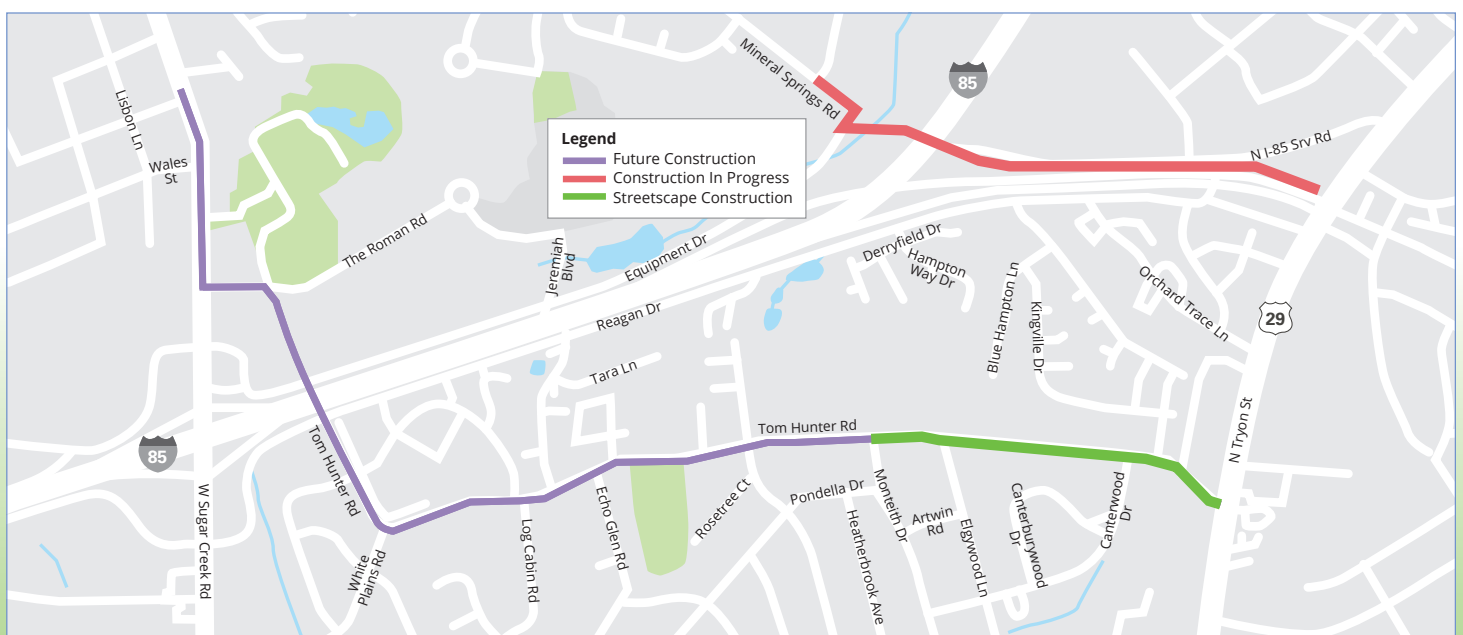 Mineral Springs Rd
85
Lisbon Ln
Wales
St
Legend
Future Construction
Construction In Progress
Streetscape Construction
N I-85 Srv Rd
The Roman Rd
Jeremiah
Blvd
Equipment Dr
Derryfield Dr
Hampton
Way Dr
Blue Hampton Ln
Kingville Dr
Orchard Trace Ln
29
Reagan Dr
Tara Ln
Tom Hunter Rd
Tom Hunter Rd
N Tryon St
85
W Sugar Creek Rd
White
Plains Rd
Log Cabin Rd
Echo Glen Rd
Rosetree Ct
Pondella Dr
Heatherbrook Ave
Monteith Dr
Artwin
Rd
Elgywood Ln
Canterburywood
Dr
Canterwood
Dr